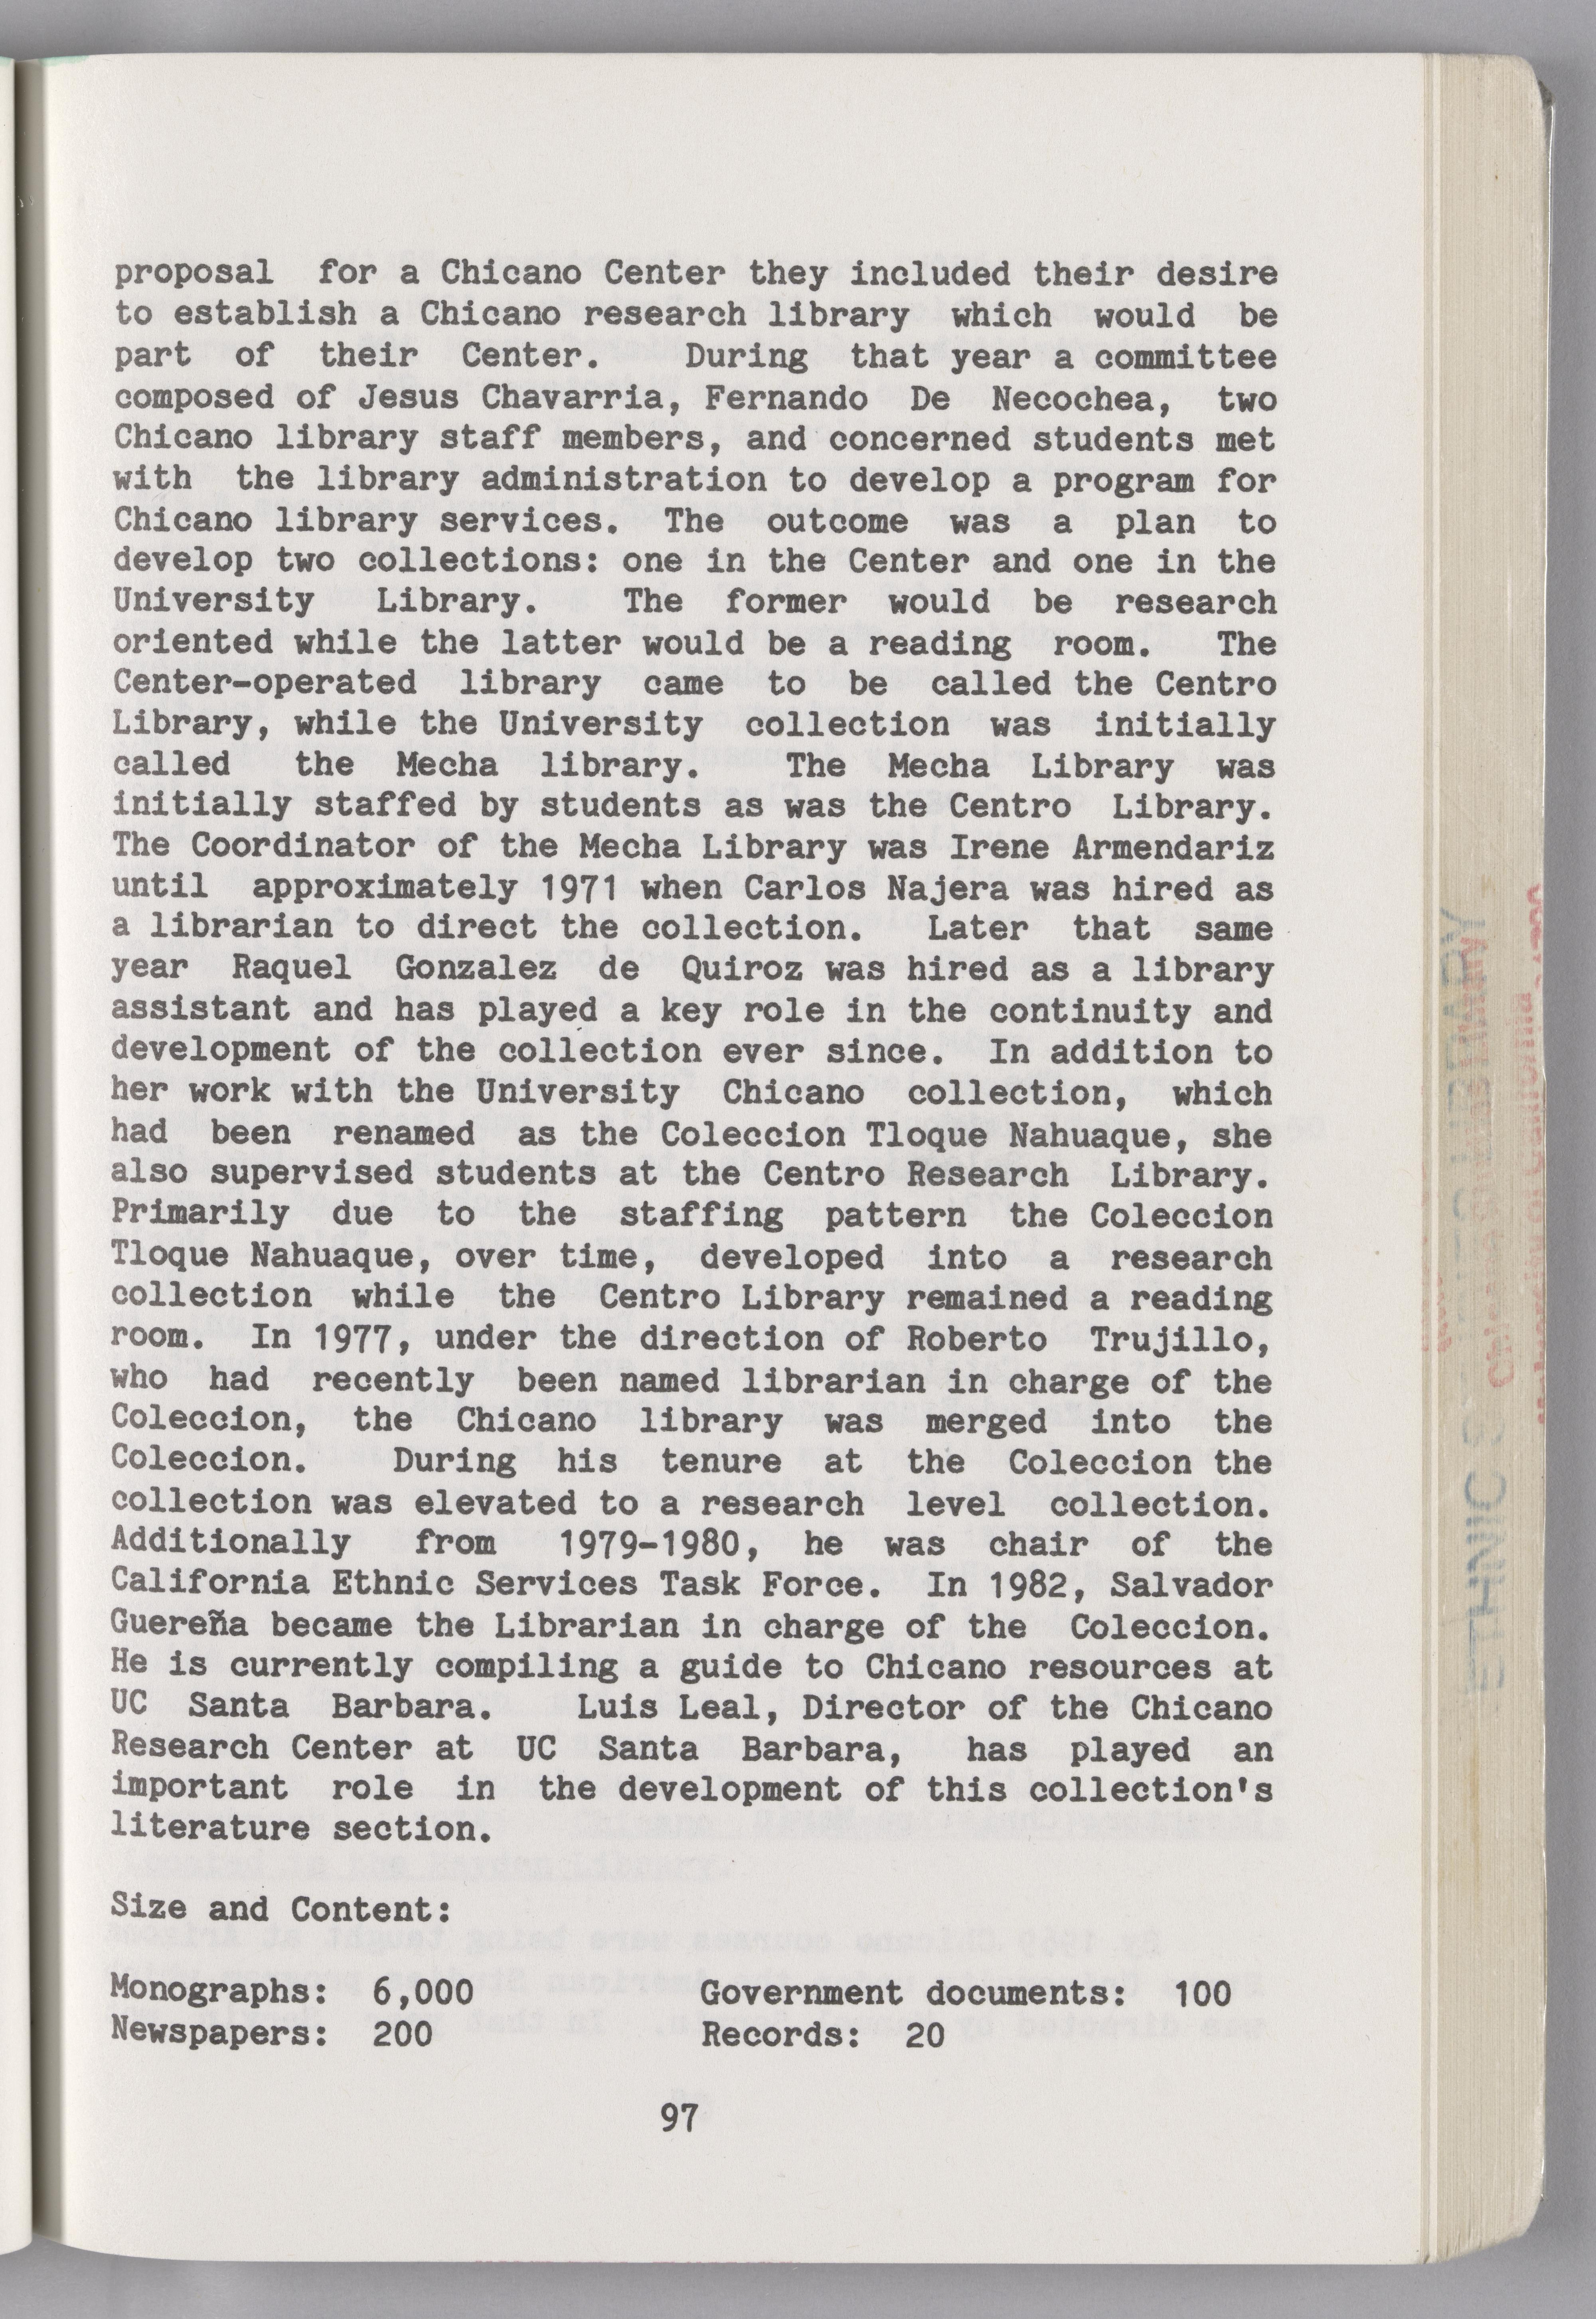 proposal for a Chicano Center they included their desire
to establish a Chicano research library which would be
part of their Center. During that year a committee
composed of Jesus Chavarria, Fernando De Necochea, two
Chicano library staff members, and concerned students met
with the library administration to develop a program for
Chicano library services. The outcome was a plan to
develop two collections: one in the Center and one in the
University Library. The former would be research
oriented while the latter would be a reading room. The
Center-operated library came to be called the Centro
Library, while the University collection was initially
called the Mecha library. The Mecha Library was
initially staffed by students as was the Centro Library.
The Coordinator of the Mecha Library was Irene Armendariz
until approximately 1971 when Carlos Najera was hired as
a librarian to direct the collection. Later that same
year Raquel Gonzalez de Quiroz was hired as a library
assistant and has played a key role in the continuity and
development of the collection ever since. In addition to
her work with the University Chicano collection, which
had been renamed as the Coleccion Tloque Nahuaque, she
also supervised students at the Centro Research Library.
Primarily due to the staffing pattern the Coleccion
Tloque Nahuaque, over time, developed into a research
collection while the Centro Library remained a reading
room. In 1977, under the direction of Roberto Trujillo,
who had recently been named librarian in charge of the
Coleccion, the Chicano library was merged into the
Coleccion. During his tenure at the Coleccion the
collection was elevated to a research level collection.
Additionally from 1979-1980, he was chair of the
California Ethnic Services Task Force. In 1982, Salvador
Guereña became the Librarian in charge of the Coleccion.
He is currently compiling a guide to Chicano resources at
UC Santa Barbara. Luis Leal, Director of the Chicano
Research Center at UC Santa Barbara, has played an
important role in the development of this collection's
literature section.
Size and Content:
Monographs: 6,000 Government documents: 100
Newspapers: 200 Records: 20
97
ETHNIC